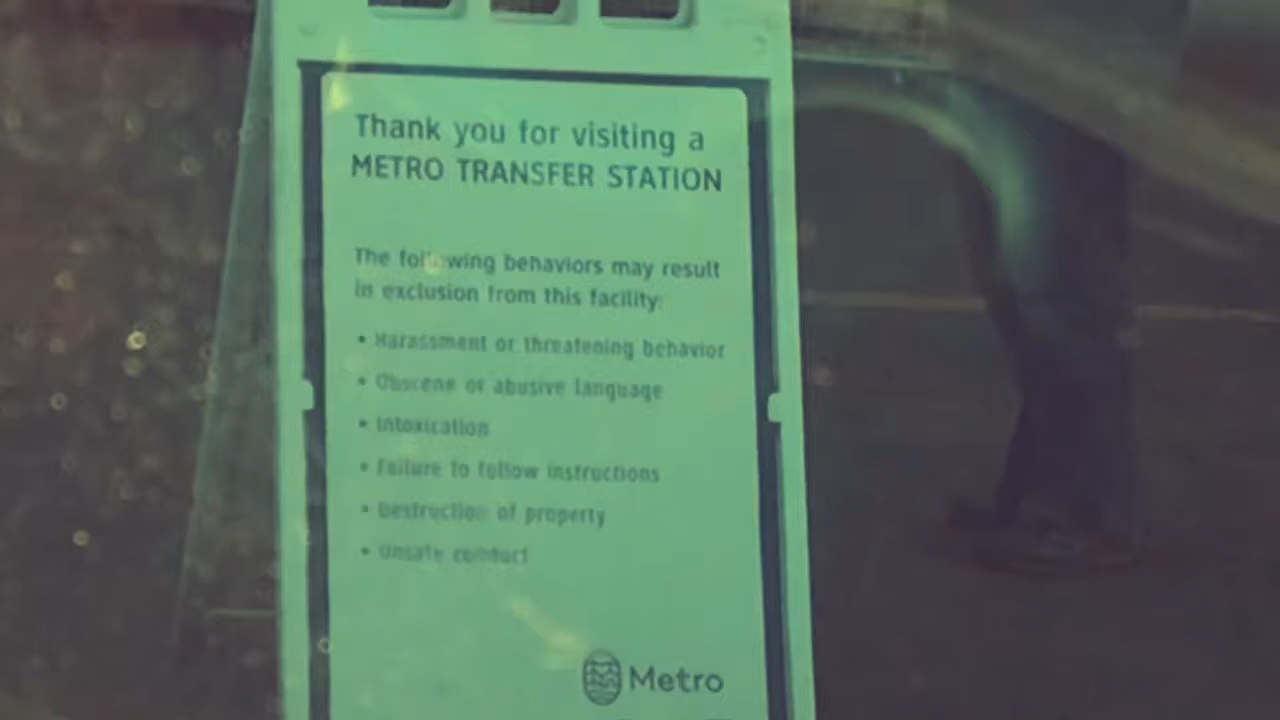 Thank you for visiting a
METRO TRANSFER STATION
The following behaviors may result
in exclusion from this facility:
• Harassment or threatening behavior
• Obscene or abusive language
• Intoxication
• Failure to follow instructions
• Destruction of property
• Unsafe conduct
Metro